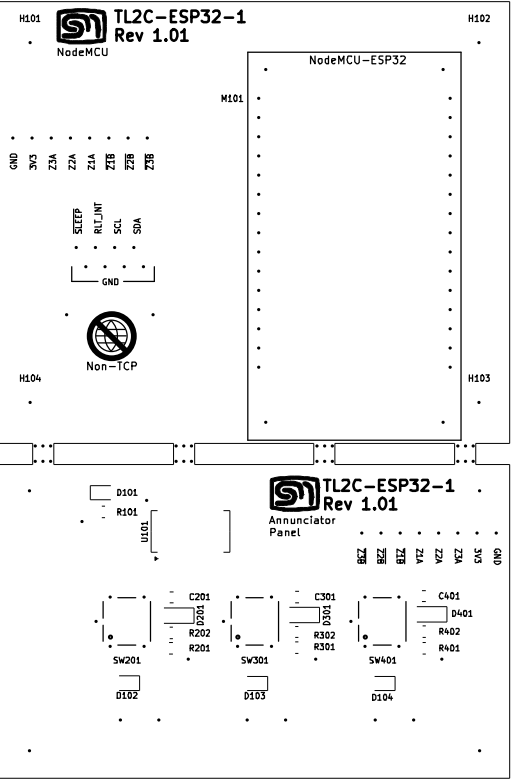 H101
TL2C-ESP32-1
H102
Rev 1.01
NodeMCU
NodeMCU-ESP32
M101
GND
3V3
Z3A
Z2A
Z1A
Z1B
Z2B
Z3B
SLEEP
RLT_INT
SCL
SDA
GND
Non-TCP
H104
H103
D101
R101
U101
TL2C-ESP32-1
Rev 1.01
Annunciator
Panel
Z3B
Z2B
Z1B
Z1A
Z2A
Z3A
3V3
GND
C201
D201
R202
R201
SW201
D102
C301
D301
R302
R301
SW301
D103
C401
D401
R402
R401
SW401
D104